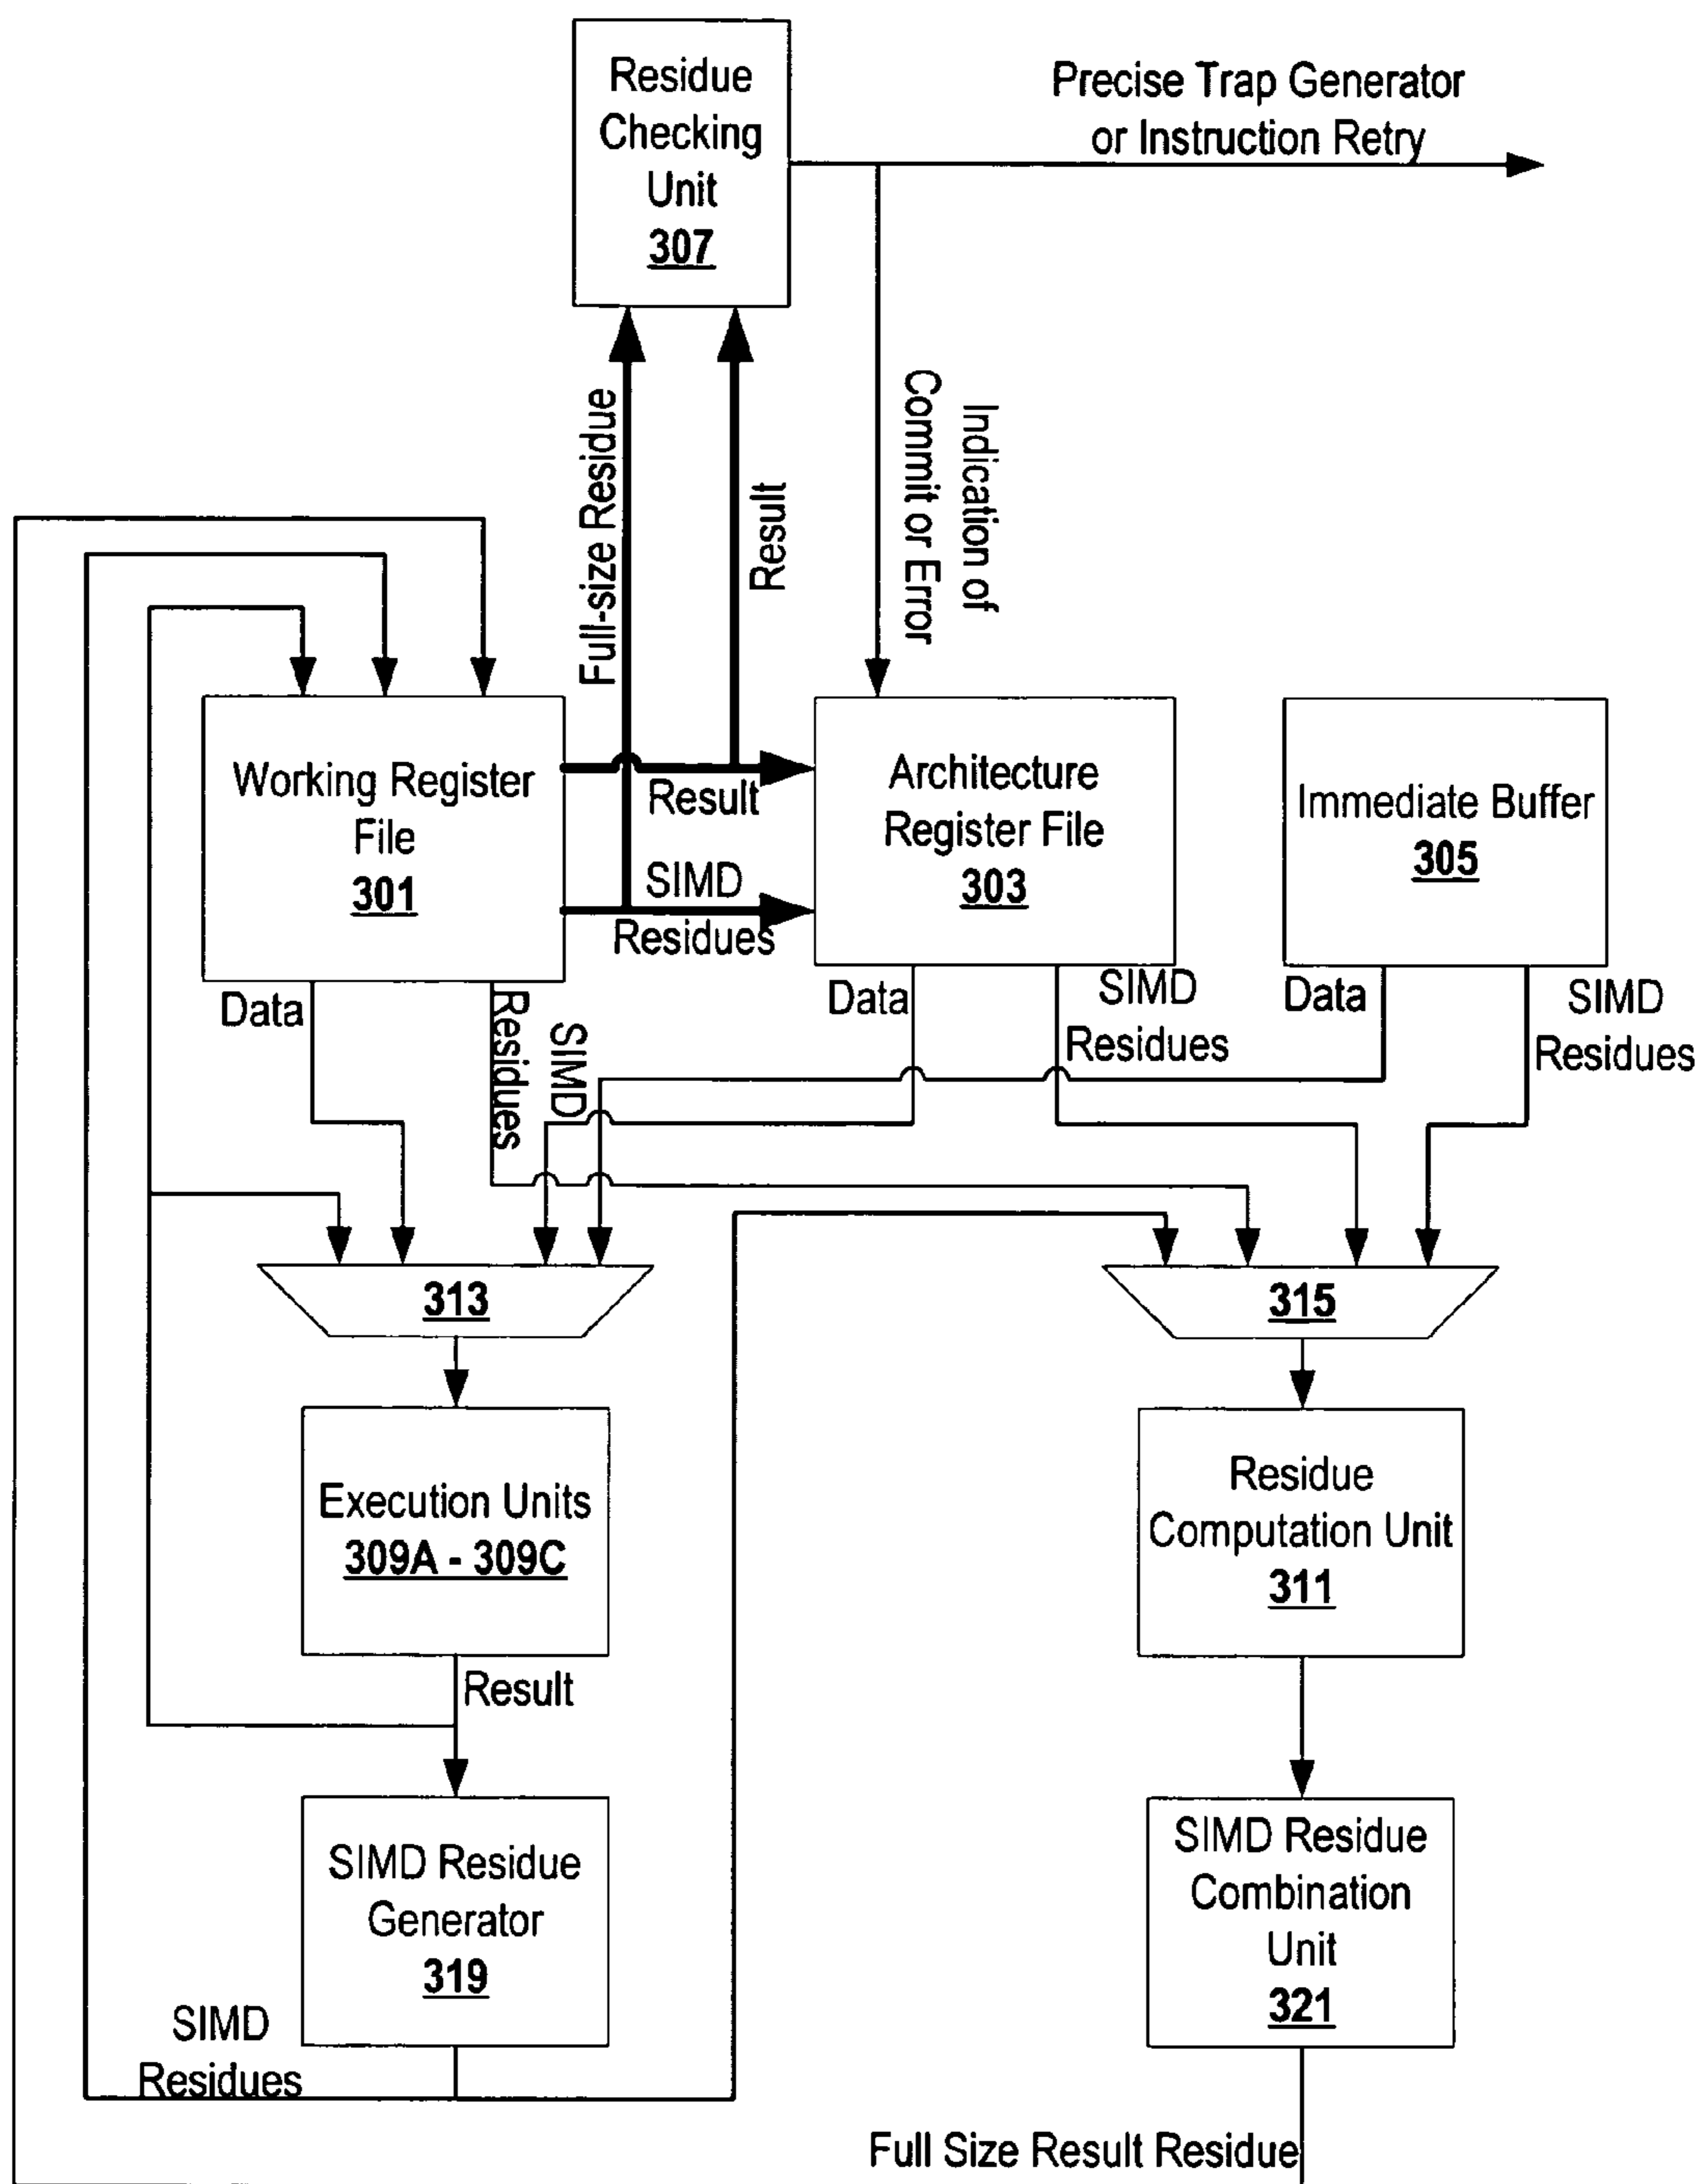 Residue
Checking
Unit
307
Precise Trap Generator
or Instruction Retry
Full-size Residue
Result
Indication of
Commit or Error
Working Register
File
301
Result
SIMD
Residues
Architecture
Register File
303
Immediate Buffer
305
Data
SIMD
Residues
Data
SIMD
Residues
Data
SIMD
Residues
313
315
Execution Units
309A - 309C
Residue
Computation Unit
311
Result
SIMD Residue
Generator
319
SIMD Residue
Combination
Unit
321
SIMD
Residues
Full Size Result Residue